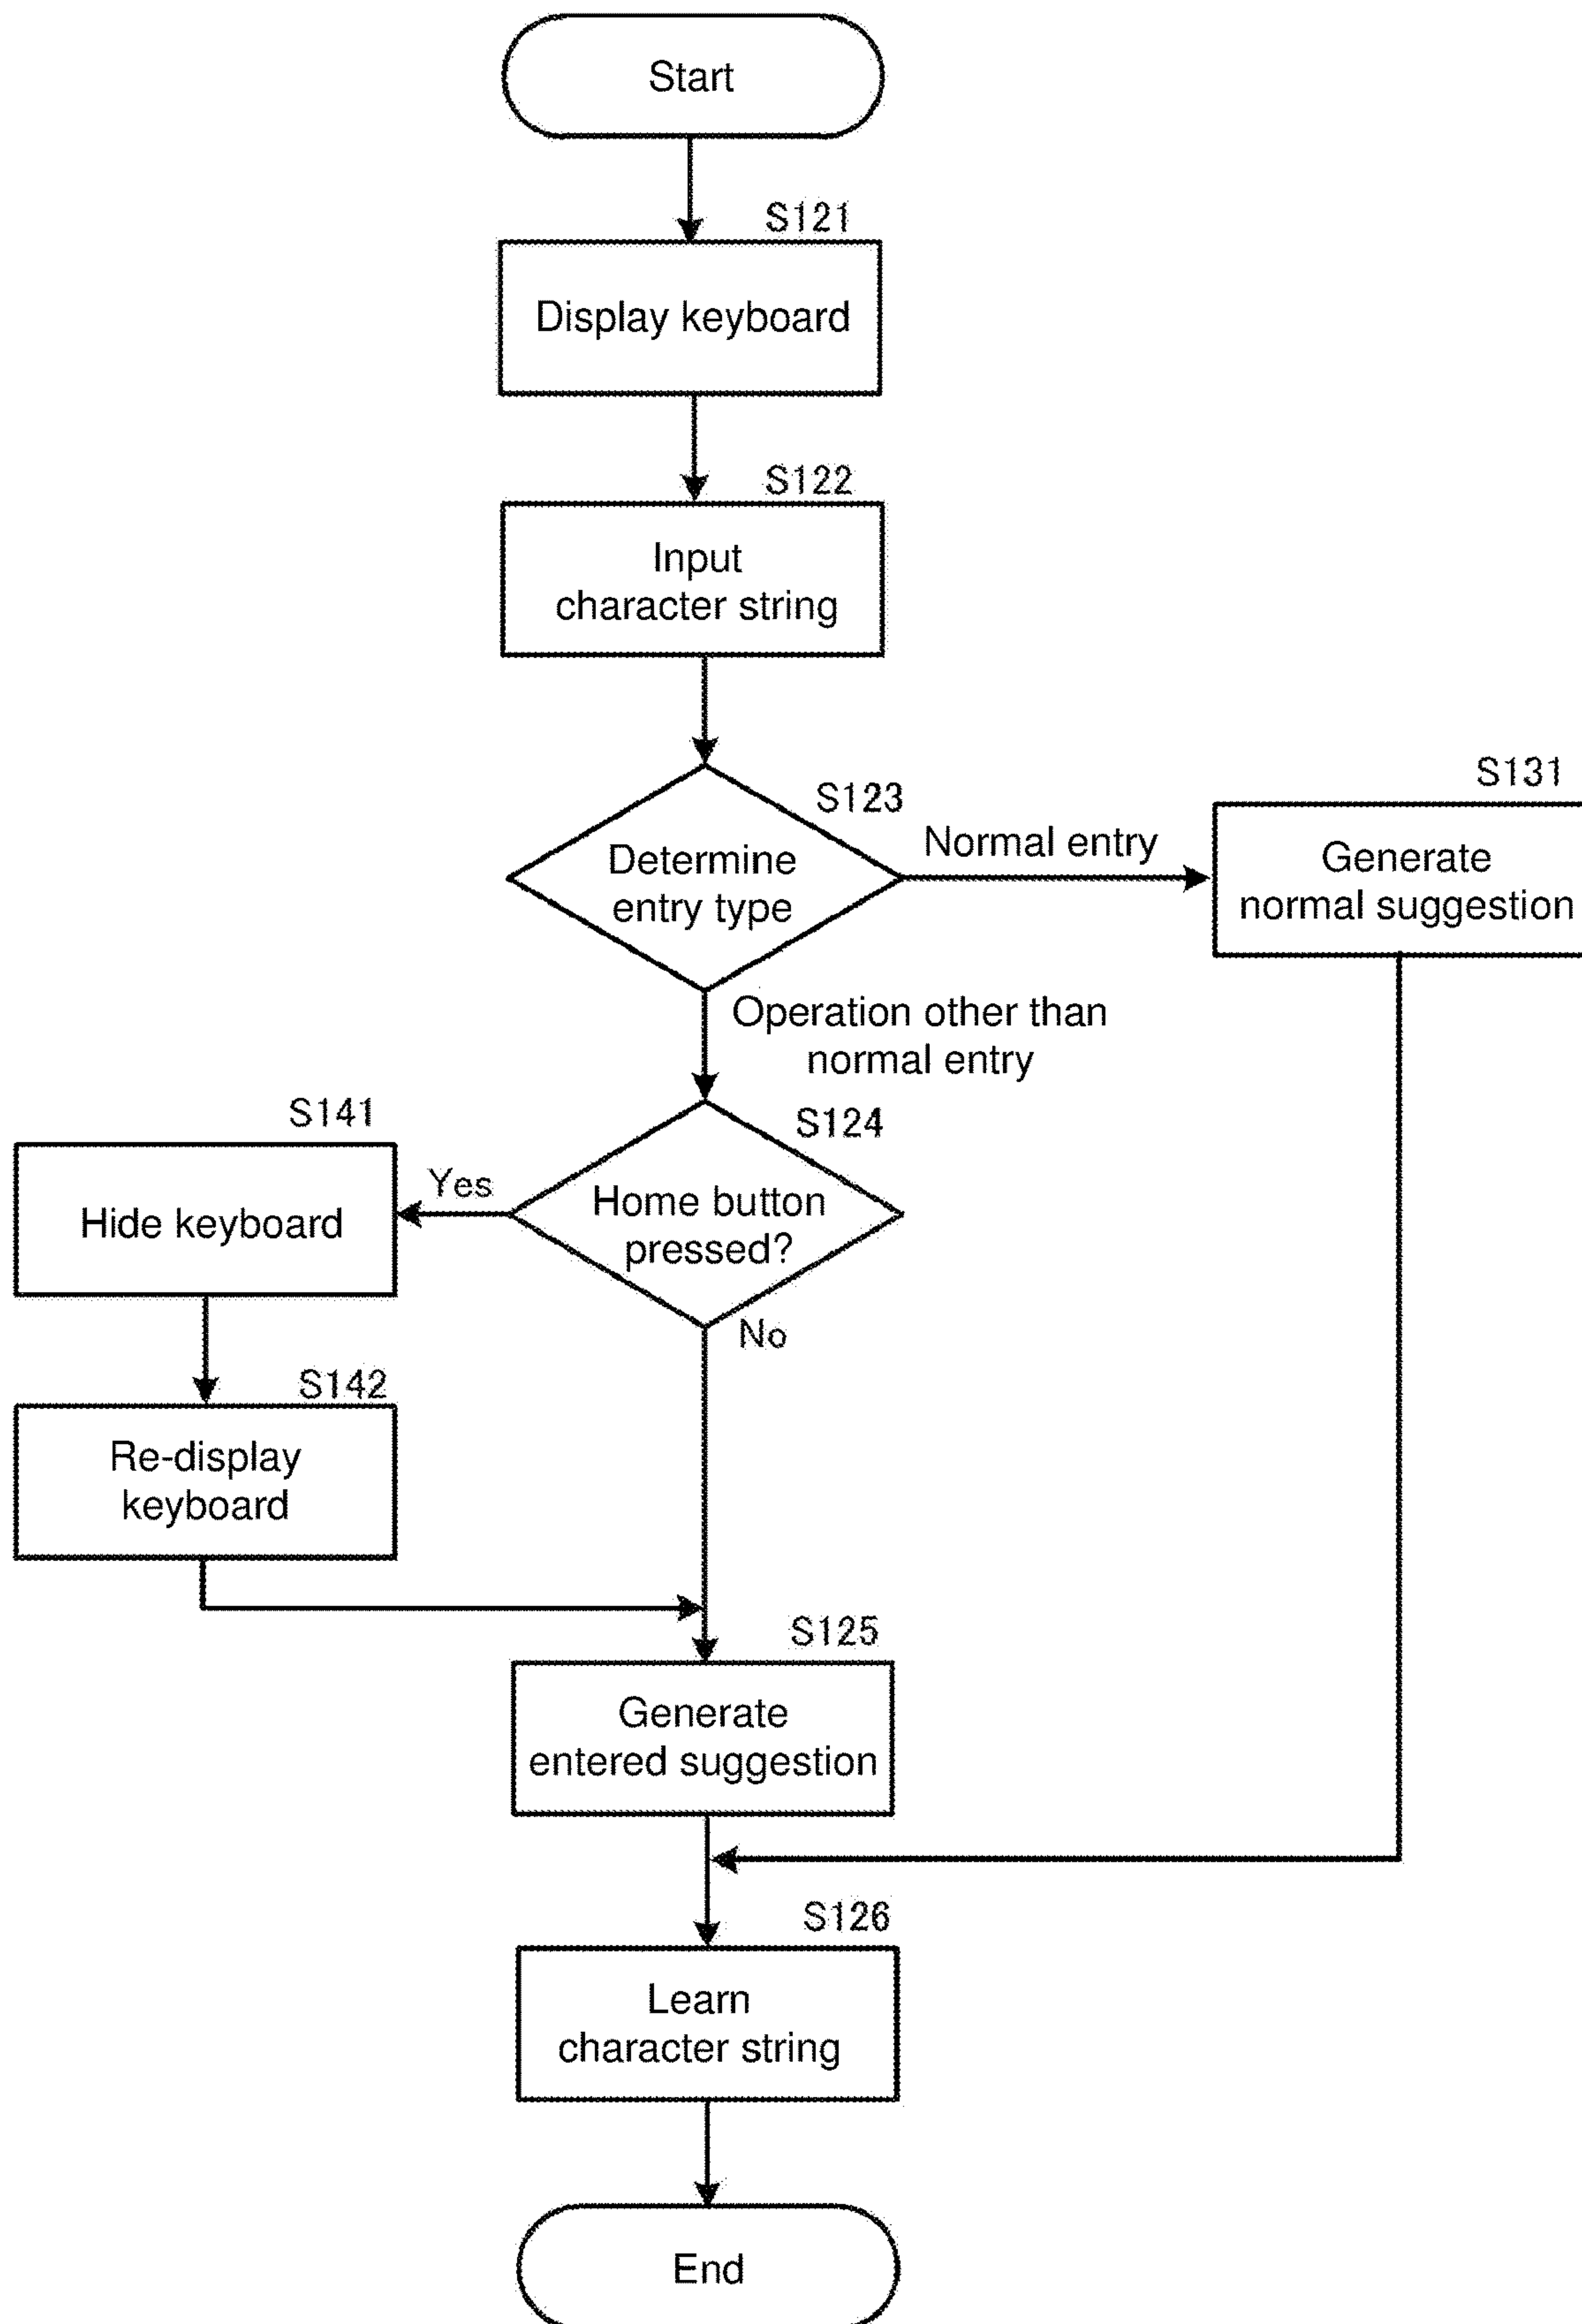 Start
S121
Display keyboard
S122
Input
character string
S123
Determine
entry type
Normal entry
S131
Generate
normal suggestion
Operation other than
normal entry
S124
Home button
pressed?
Yes
S141
Hide keyboard
No
S142
Re-display
keyboard
S125
Generate
entered suggestion
S126
Learn
character string
End